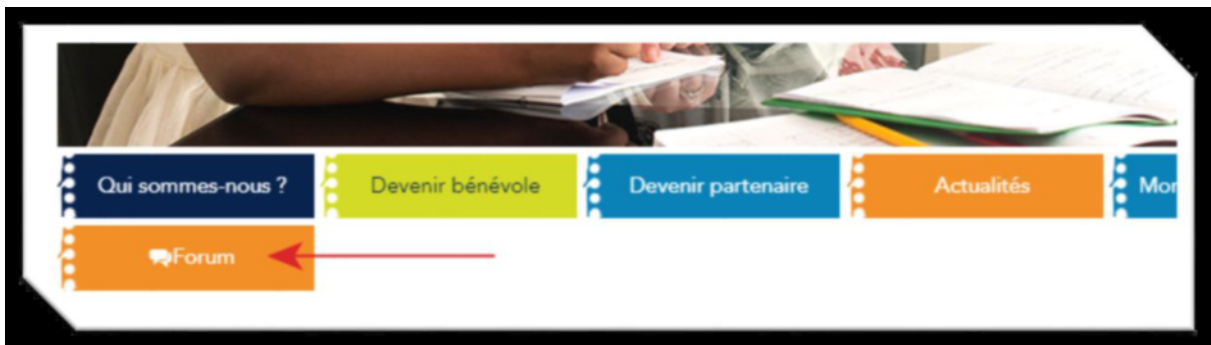 Qui sommes-nous ?
Devenir bénévole
Devenir partenaire
Actualités
Forum